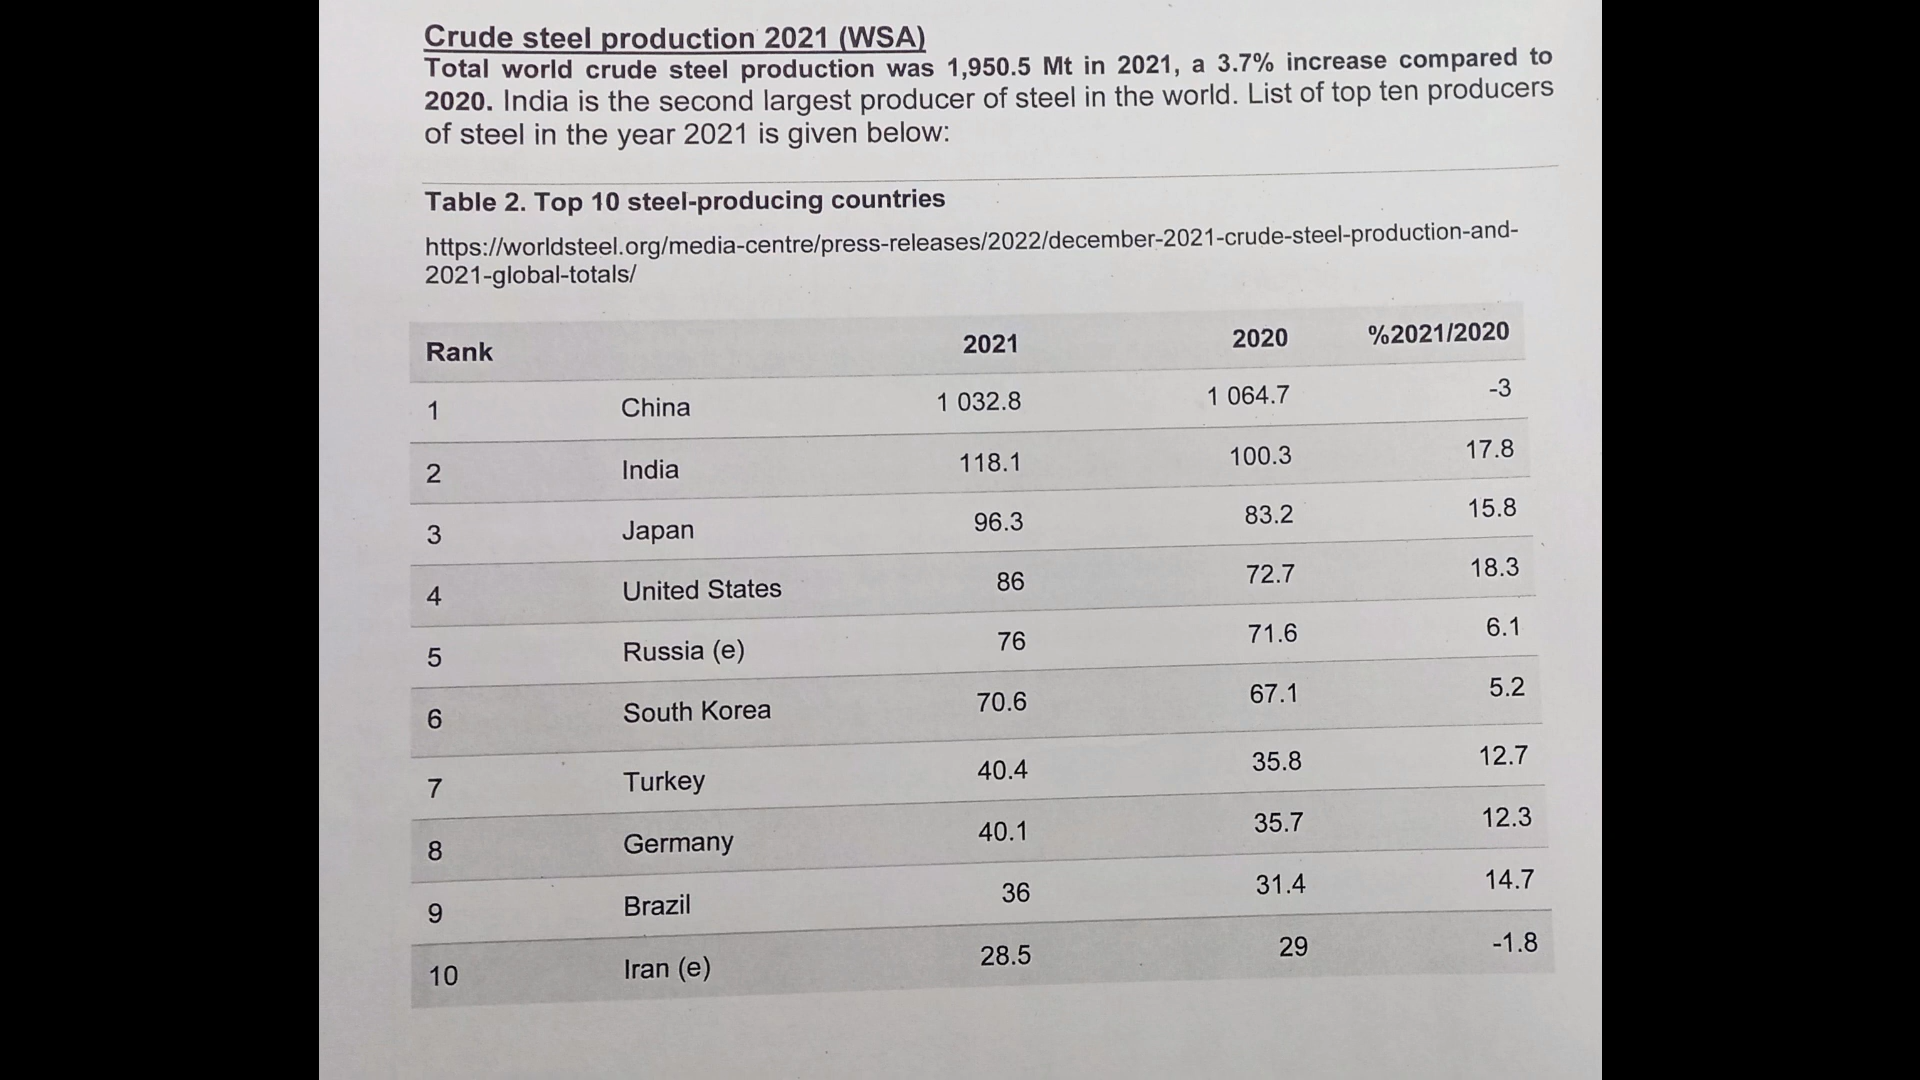 Crude steel production 2021 (WSA)
Total world crude steel production was 1,950.5 Mt in 2021, a 3.7% increase compared to
2020. India is the second largest producer of steel in the world. List of top ten producers
of steel in the year 2021 is given below:
Table 2. Top 10 steel-producing countries
https://worldsteel.org/media-centre/press-releases/2022/december-2021-crude-steel-production-and-
2021-global-totals/
Rank 2021 2020 %2021/2020
1 China 1 032.8 1 064.7 -3
2 India 118.1 100.3 17.8
3 Japan 96.3 83.2 15.8
4 United States 86 72.7 18.3
5 Russia (e) 76 71.6 6.1
6 South Korea 70.6 67.1 5.2
7 Turkey 40.4 35.8 12.7
8 Germany 40.1 35.7 12.3
9 Brazil 36 31.4 14.7
10 Iran (e) 28.5 29 -1.8